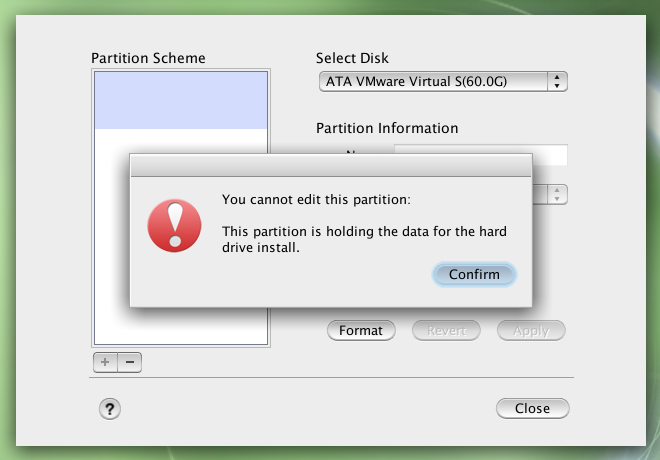 Partition Scheme
Select Disk
ATA VMware Virtual S(60.0G)
Partition Information
You cannot edit this partition:
This partition is holding the data for the hard
drive install.
Confirm
Format
Revert
Apply
+
−
?
Close